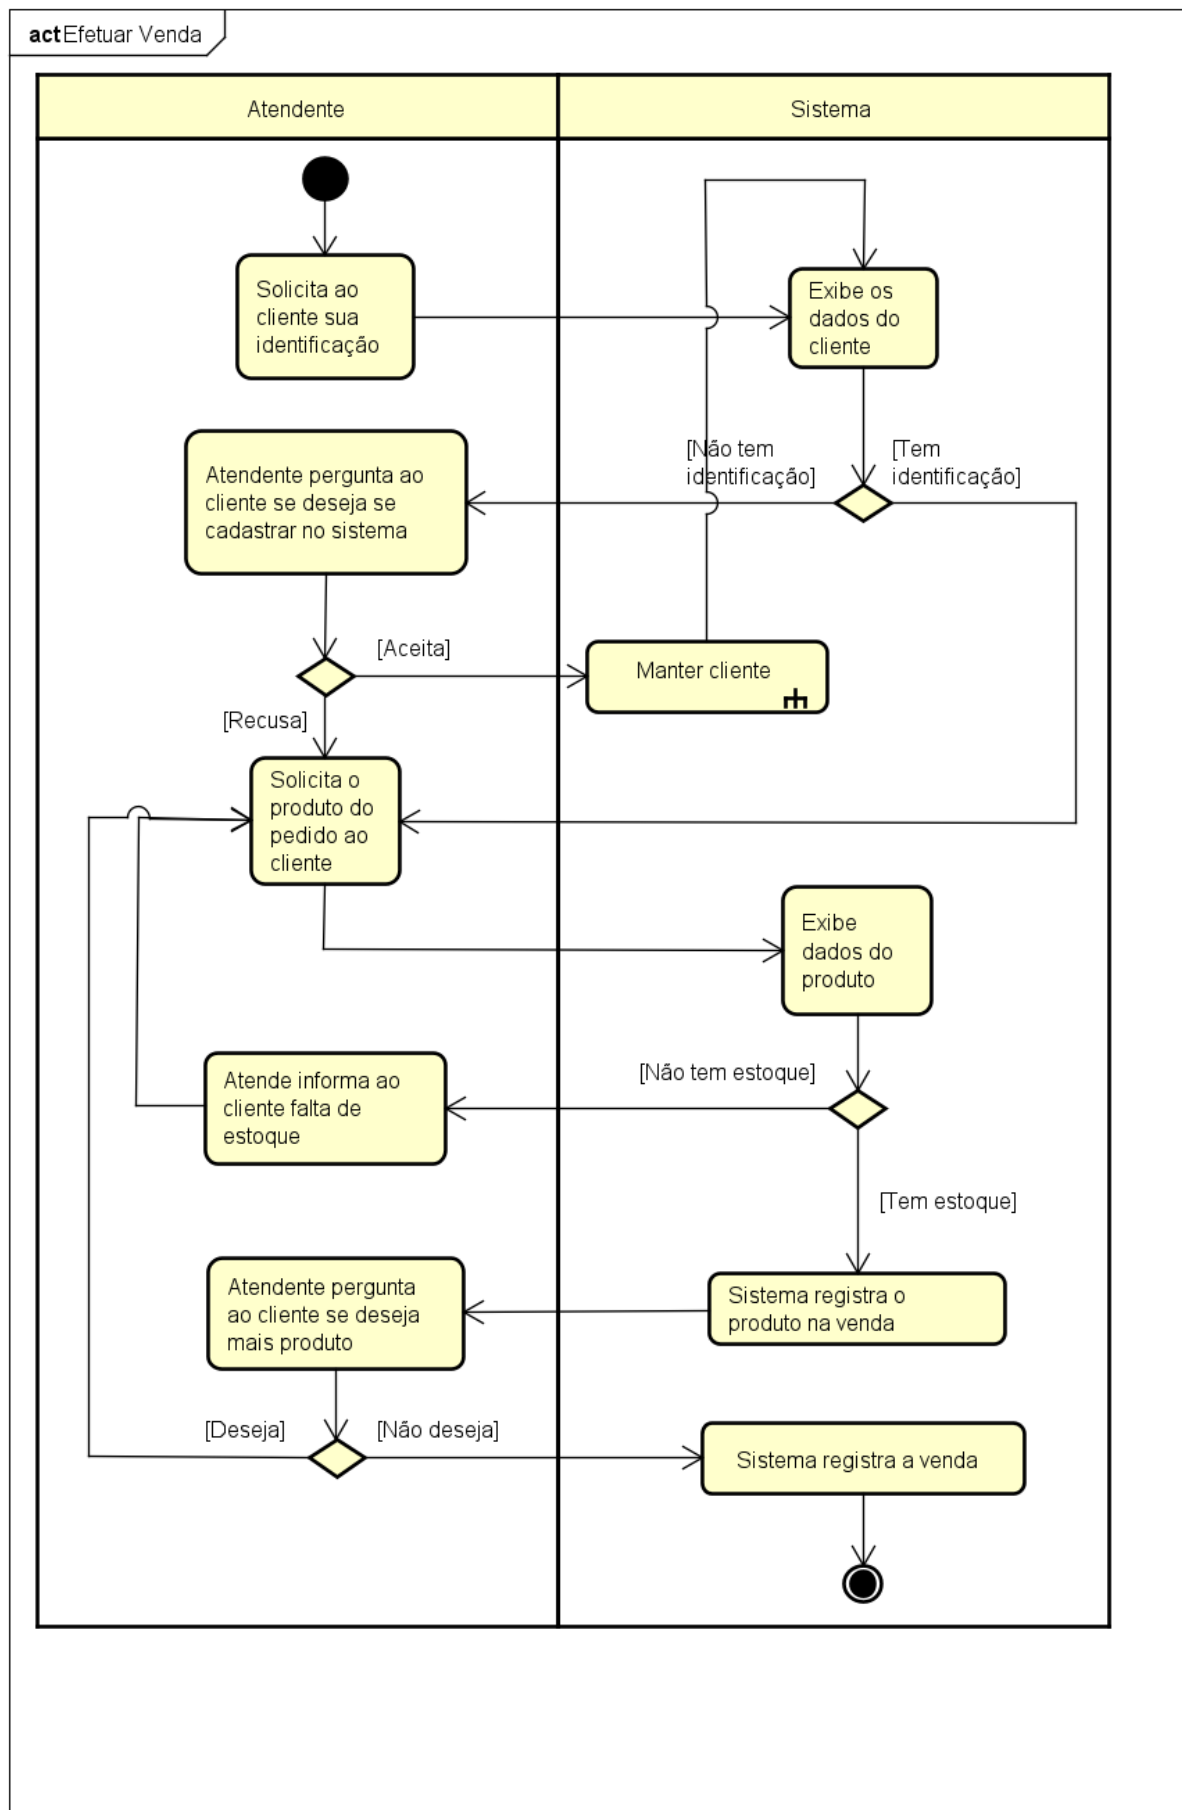 act Efetuar Venda
Atendente
Sistema
Solicita ao
cliente sua
identificação
Exibe os
dados do
cliente
[Não tem
identificação]
[Tem
identificação]
Atendente pergunta ao
cliente se deseja se
cadastrar no sistema
[Aceita]
Manter cliente
[Recusa]
Solicita o
produto do
pedido ao
cliente
Exibe
dados do
produto
[Não tem estoque]
Atende informa ao
cliente falta de
estoque
[Tem estoque]
Atendente pergunta
ao cliente se deseja
mais produto
Sistema registra o
produto na venda
[Deseja]
[Não deseja]
Sistema registra a venda